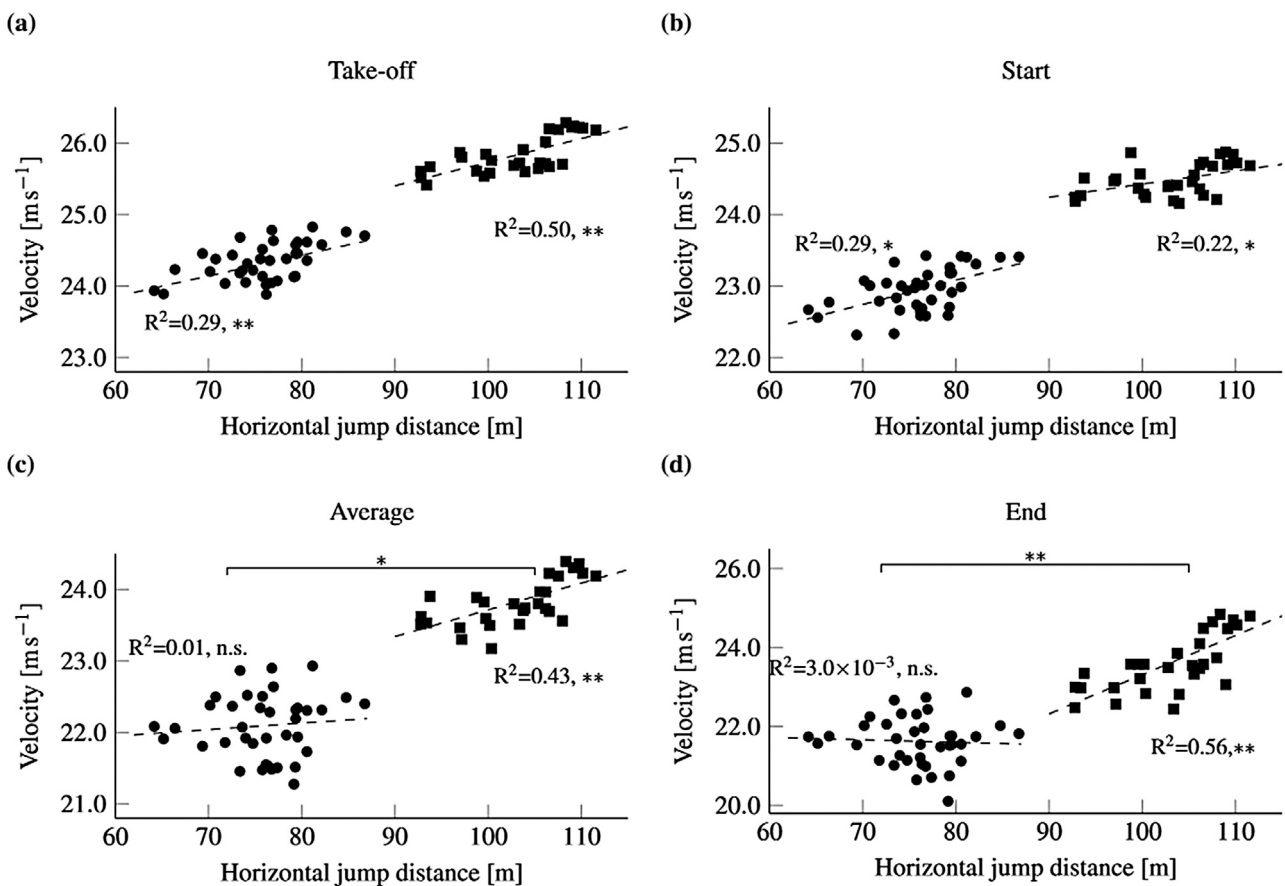 (a)
Take-off
Velocity [ms⁻¹]
26.0
25.0
24.0
23.0
R²=0.50, **
R²=0.29, **
60 70 80 90 100 110
Horizontal jump distance [m]
(b)
Start
Velocity [ms⁻¹]
25.0
24.0
23.0
22.0
R²=0.29, *
R²=0.22, *
60 70 80 90 100 110
Horizontal jump distance [m]
(c)
Average
Velocity [ms⁻¹]
24.0
23.0
22.0
21.0
*
R²=0.01, n.s.
R²=0.43, **
60 70 80 90 100 110
Horizontal jump distance [m]
(d)
End
Velocity [ms⁻¹]
26.0
24.0
22.0
20.0
**
R²=3.0×10⁻³, n.s.
R²=0.56,**
60 70 80 90 100 110
Horizontal jump distance [m]